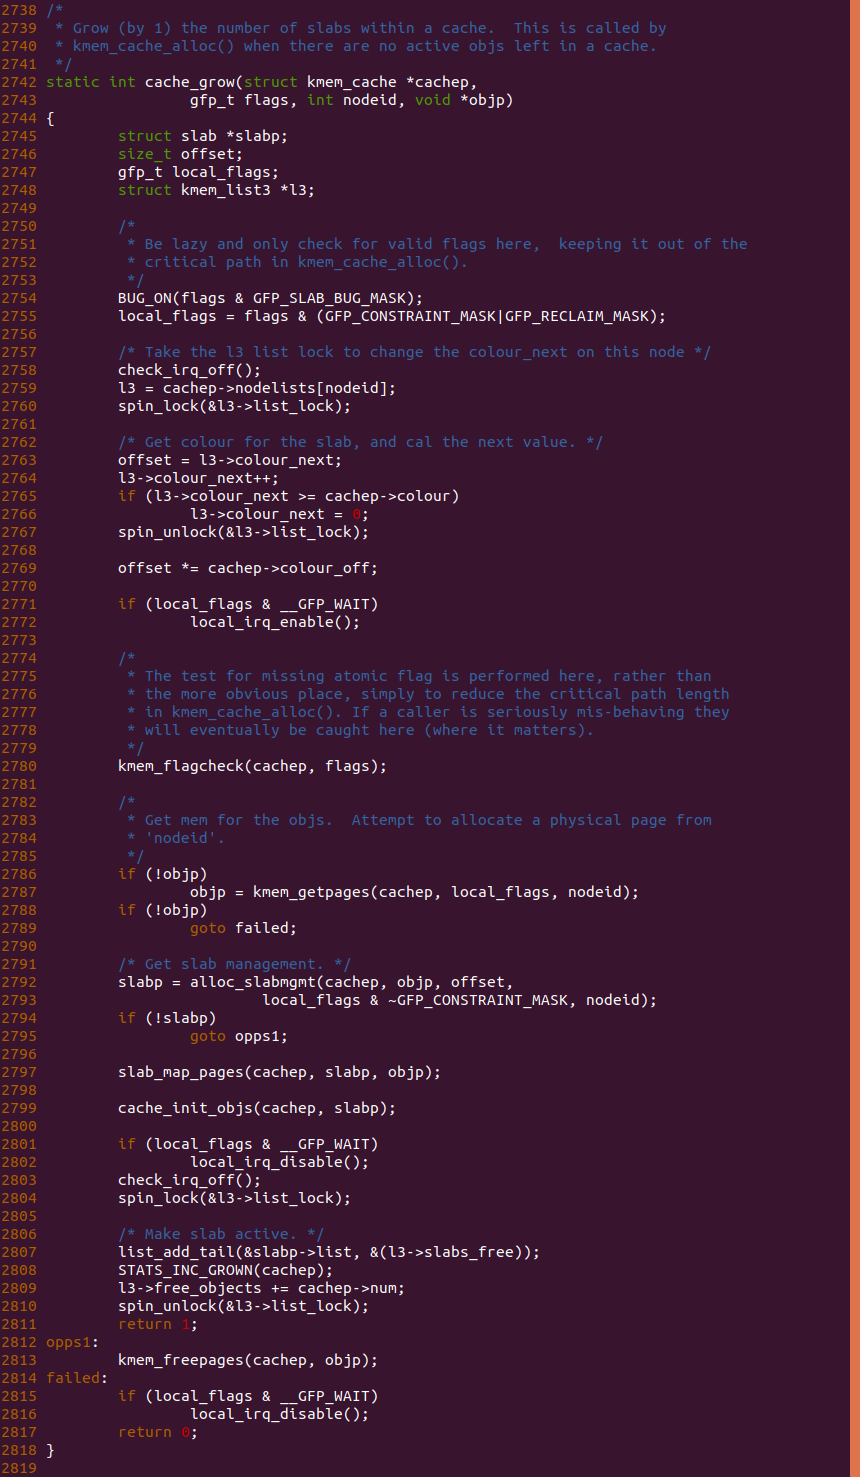 2738 /*
2739  * Grow (by 1) the number of slabs within a cache.  This is called by
2740  * kmem_cache_alloc() when there are no active objs left in a cache.
2741  */
2742 static int cache_grow(struct kmem_cache *cachep,
2743                 gfp_t flags, int nodeid, void *objp)
2744 {
2745         struct slab *slabp;
2746         size_t offset;
2747         gfp_t local_flags;
2748         struct kmem_list3 *l3;
2749
2750         /*
2751          * Be lazy and only check for valid flags here,  keeping it out of the
2752          * critical path in kmem_cache_alloc().
2753          */
2754         BUG_ON(flags & GFP_SLAB_BUG_MASK);
2755         local_flags = flags & (GFP_CONSTRAINT_MASK|GFP_RECLAIM_MASK);
2756
2757         /* Take the l3 list lock to change the colour_next on this node */
2758         check_irq_off();
2759         l3 = cachep->nodelists[nodeid];
2760         spin_lock(&l3->list_lock);
2761
2762         /* Get colour for the slab, and cal the next value. */
2763         offset = l3->colour_next;
2764         l3->colour_next++;
2765         if (l3->colour_next >= cachep->colour)
2766                 l3->colour_next = 0;
2767         spin_unlock(&l3->list_lock);
2768
2769         offset *= cachep->colour_off;
2770
2771         if (local_flags & __GFP_WAIT)
2772                 local_irq_enable();
2773
2774         /*
2775          * The test for missing atomic flag is performed here, rather than
2776          * the more obvious place, simply to reduce the critical path length
2777          * in kmem_cache_alloc(). If a caller is seriously mis-behaving they
2778          * will eventually be caught here (where it matters).
2779          */
2780         kmem_flagcheck(cachep, flags);
2781
2782         /*
2783          * Get mem for the objs.  Attempt to allocate a physical page from
2784          * 'nodeid'.
2785          */
2786         if (!objp)
2787                 objp = kmem_getpages(cachep, local_flags, nodeid);
2788         if (!objp)
2789                 goto failed;
2790
2791         /* Get slab management. */
2792         slabp = alloc_slabmgmt(cachep, objp, offset,
2793                         local_flags & ~GFP_CONSTRAINT_MASK, nodeid);
2794         if (!slabp)
2795                 goto opps1;
2796
2797         slab_map_pages(cachep, slabp, objp);
2798
2799         cache_init_objs(cachep, slabp);
2800
2801         if (local_flags & __GFP_WAIT)
2802                 local_irq_disable();
2803         check_irq_off();
2804         spin_lock(&l3->list_lock);
2805
2806         /* Make slab active. */
2807         list_add_tail(&slabp->list, &(l3->slabs_free));
2808         STATS_INC_GROWN(cachep);
2809         l3->free_objects += cachep->num;
2810         spin_unlock(&l3->list_lock);
2811         return 1;
2812 opps1:
2813         kmem_freepages(cachep, objp);
2814 failed:
2815         if (local_flags & __GFP_WAIT)
2816                 local_irq_disable();
2817         return 0;
2818 }
2819